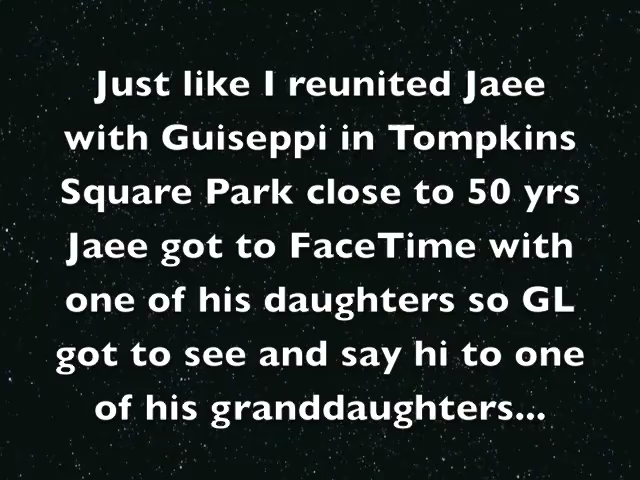 Just like I reunited Jaee
with Guiseppi in Tompkins
Square Park close to 50 yrs
Jaee got to FaceTime with
one of his daughters so GL
got to see and say hi to one
of his granddaughters...